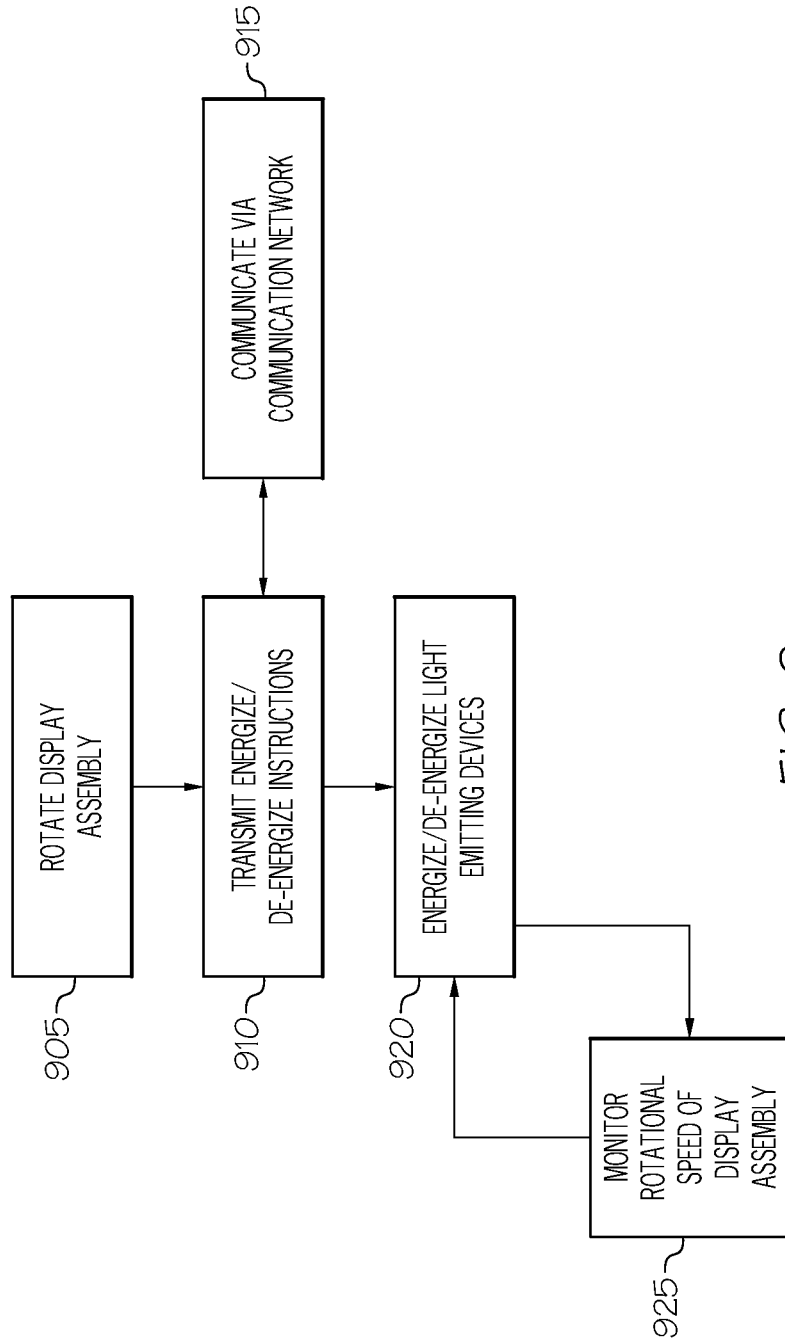 905
ROTATE DISPLAY
ASSEMBLY
910
TRANSMIT ENERGIZE/
DE-ENERGIZE INSTRUCTIONS
COMMUNICATE VIA
COMMUNICATION NETWORK
915
920
ENERGIZE/DE-ENERGIZE LIGHT
EMITTING DEVICES
925
MONITOR
ROTATIONAL
SPEED OF
DISPLAY
ASSEMBLY